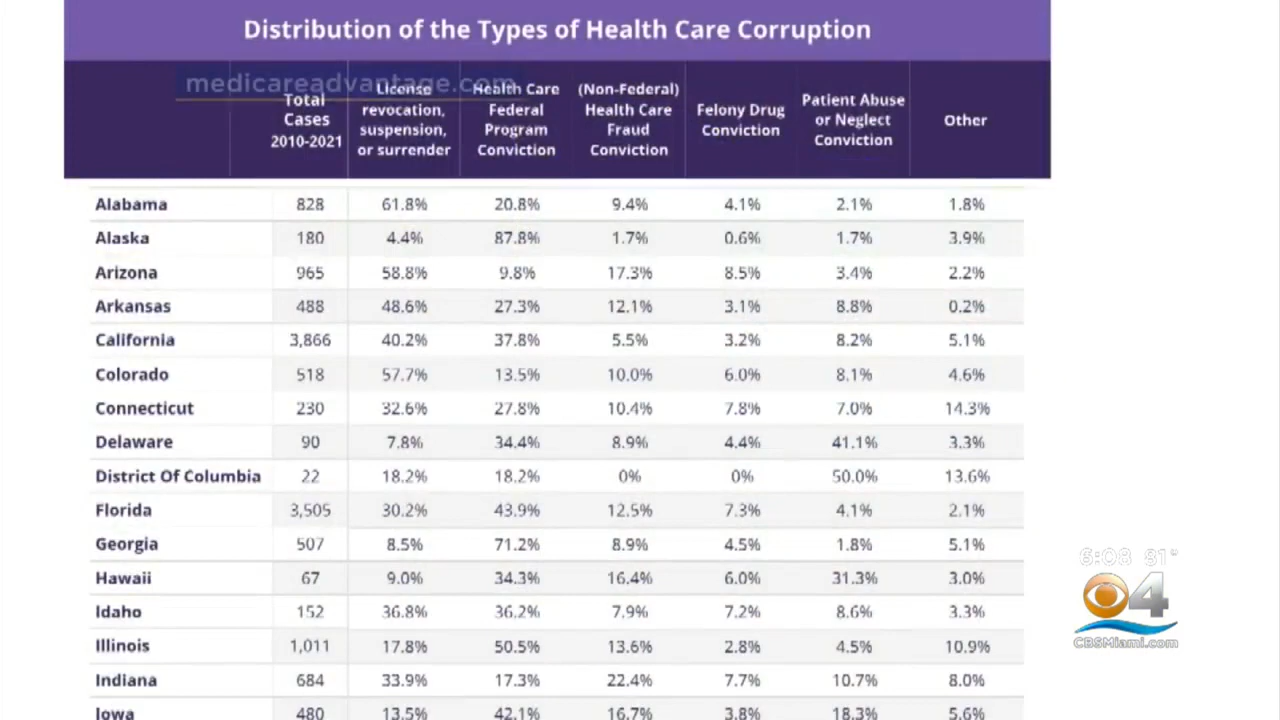 Distribution of the Types of Health Care Corruption
medicareadvantage.com
Total Cases 2010-2021 License revocation, suspension, or surrender Health Care Federal Program Conviction (Non-Federal) Health Care Fraud Conviction Felony Drug Conviction Patient Abuse or Neglect Conviction Other
Alabama 828 61.8% 20.8% 9.4% 4.1% 2.1% 1.8%
Alaska 180 4.4% 87.8% 1.7% 0.6% 1.7% 3.9%
Arizona 965 58.8% 9.8% 17.3% 8.5% 3.4% 2.2%
Arkansas 488 48.6% 27.3% 12.1% 3.1% 8.8% 0.2%
California 3,866 40.2% 37.8% 5.5% 3.2% 8.2% 5.1%
Colorado 518 57.7% 13.5% 10.0% 6.0% 8.1% 4.6%
Connecticut 230 32.6% 27.8% 10.4% 7.8% 7.0% 14.3%
Delaware 90 7.8% 34.4% 8.9% 4.4% 41.1% 3.3%
District Of Columbia 22 18.2% 18.2% 0% 0% 50.0% 13.6%
Florida 3,505 30.2% 43.9% 12.5% 7.3% 4.1% 2.1%
Georgia 507 8.5% 71.2% 8.9% 4.5% 1.8% 5.1%
Hawaii 67 9.0% 34.3% 16.4% 6.0% 31.3% 3.0%
Idaho 152 36.8% 36.2% 7.9% 7.2% 8.6% 3.3%
Illinois 1,011 17.8% 50.5% 13.6% 2.8% 4.5% 10.9%
Indiana 684 33.9% 17.3% 22.4% 7.7% 10.7% 8.0%
Iowa 480 13.5% 42.1% 16.7% 3.8% 18.3% 5.6%
6:08 81°
4
CBSMiami.com